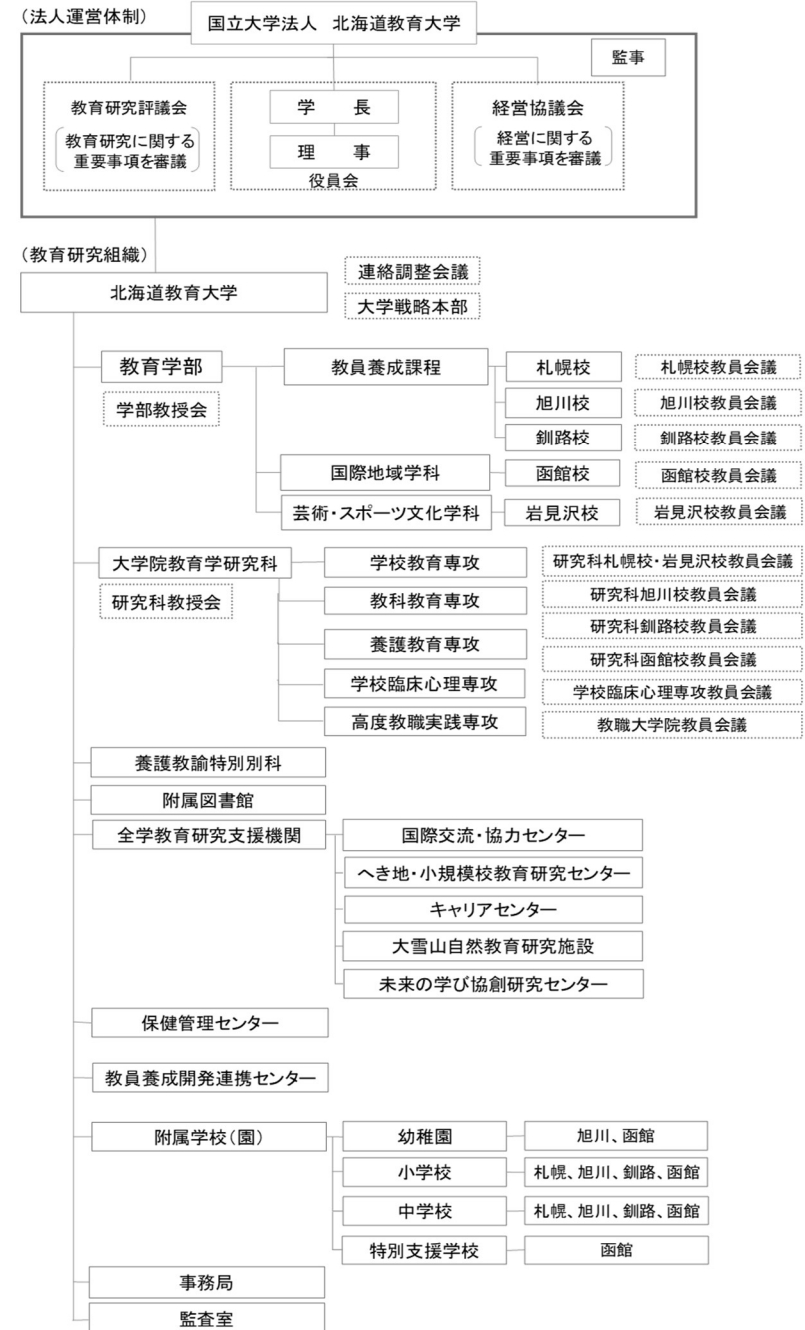 （法人運営体制）
国立大学法人　北海道教育大学
監事
教育研究評議会
教育研究に関する
重要事項を審議
学　　長
理　　事
役員会
経営協議会
経営に関する
重要事項を審議
（教育研究組織）
北海道教育大学
連絡調整会議
大学戦略本部
教育学部
学部教授会
教員養成課程
札幌校
札幌校教員会議
旭川校
旭川校教員会議
釧路校
釧路校教員会議
国際地域学科
函館校
函館校教員会議
芸術・スポーツ文化学科
岩見沢校
岩見沢校教員会議
大学院教育学研究科
研究科教授会
学校教育専攻
研究科札幌校・岩見沢校教員会議
教科教育専攻
研究科旭川校教員会議
研究科釧路校教員会議
養護教育専攻
研究科函館校教員会議
学校臨床心理専攻
学校臨床心理専攻教員会議
高度教職実践専攻
教職大学院教員会議
養護教諭特別別科
附属図書館
全学教育研究支援機関
国際交流・協力センター
へき地・小規模校教育研究センター
キャリアセンター
大雪山自然教育研究施設
未来の学び協創研究センター
保健管理センター
教員養成開発連携センター
附属学校（園）
幼稚園
旭川、函館
小学校
札幌、旭川、釧路、函館
中学校
札幌、旭川、釧路、函館
特別支援学校
函館
事務局
監査室